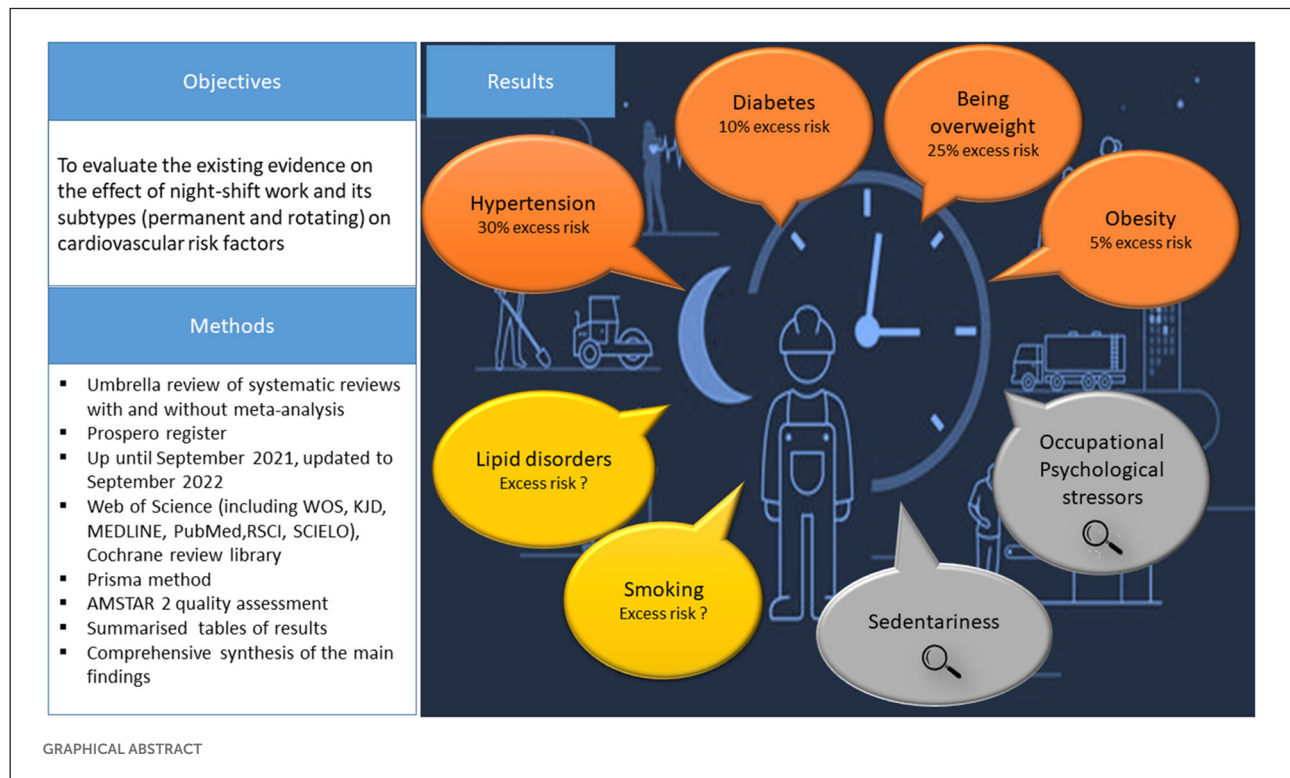 Objectives
To evaluate the existing evidence on
the effect of night-shift work and its
subtypes (permanent and rotating) on
cardiovascular risk factors
Methods
▪ Umbrella review of systematic reviews
with and without meta-analysis
▪ Prospero register
▪ Up until September 2021, updated to
September 2022
▪ Web of Science (including WOS, KJD,
MEDLINE, PubMed,RSCI, SCIELO),
Cochrane review library
▪ Prisma method
▪ AMSTAR 2 quality assessment
▪ Summarised tables of results
▪ Comprehensive synthesis of the main
findings
Results
Hypertension
30% excess risk
Diabetes
10% excess risk
Being
overweight
25% excess risk
Obesity
5% excess risk
Lipid disorders
Excess risk ?
Smoking
Excess risk ?
Sedentariness
Occupational
Psychological
stressors
GRAPHICAL ABSTRACT